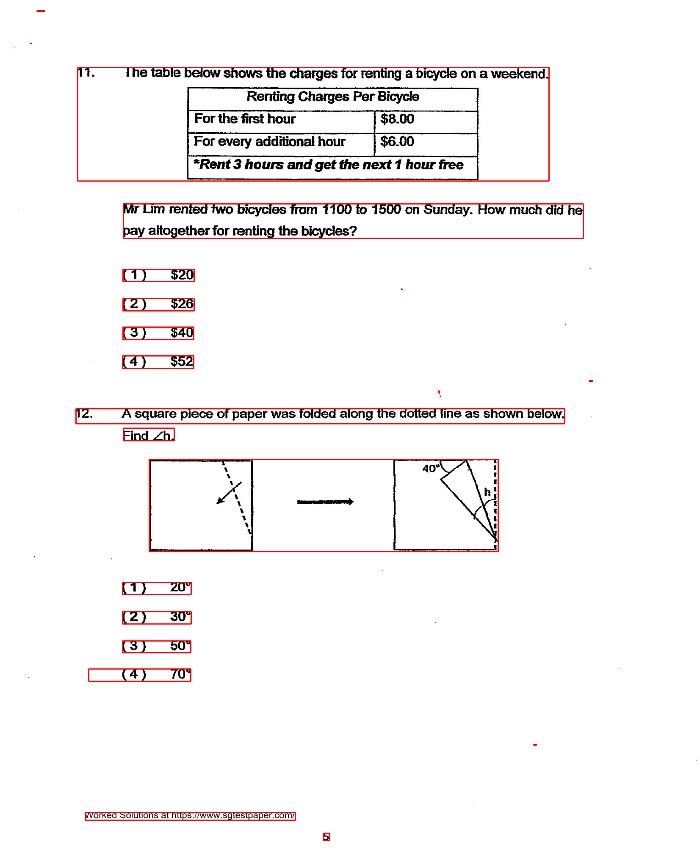 11. The table below shows the charges for renting a bicycle on a weekend.
Renting Charges Per Bicycle
For the first hour $8.00
For every additional hour $6.00
*Rent 3 hours and get the next 1 hour free
Mr Lim rented two bicycles from 1100 to 1500 on Sunday. How much did he
pay altogether for renting the bicycles?
(1) $20
(2) $26
(3) $40
(4) $52
12. A square piece of paper was folded along the dotted line as shown below.
Find ∠h.
40°
h
(1) 20°
(2) 30°
(3) 50°
(4) 70°
Worked Solutions at https://www.sgtestpaper.com/
5